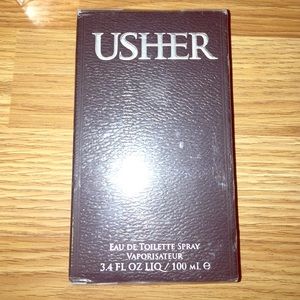 USHER
EAU DE TOILETTE SPRAY
VAPORISATEUR
3.4 FL OZ LIQ / 100 mL ℮